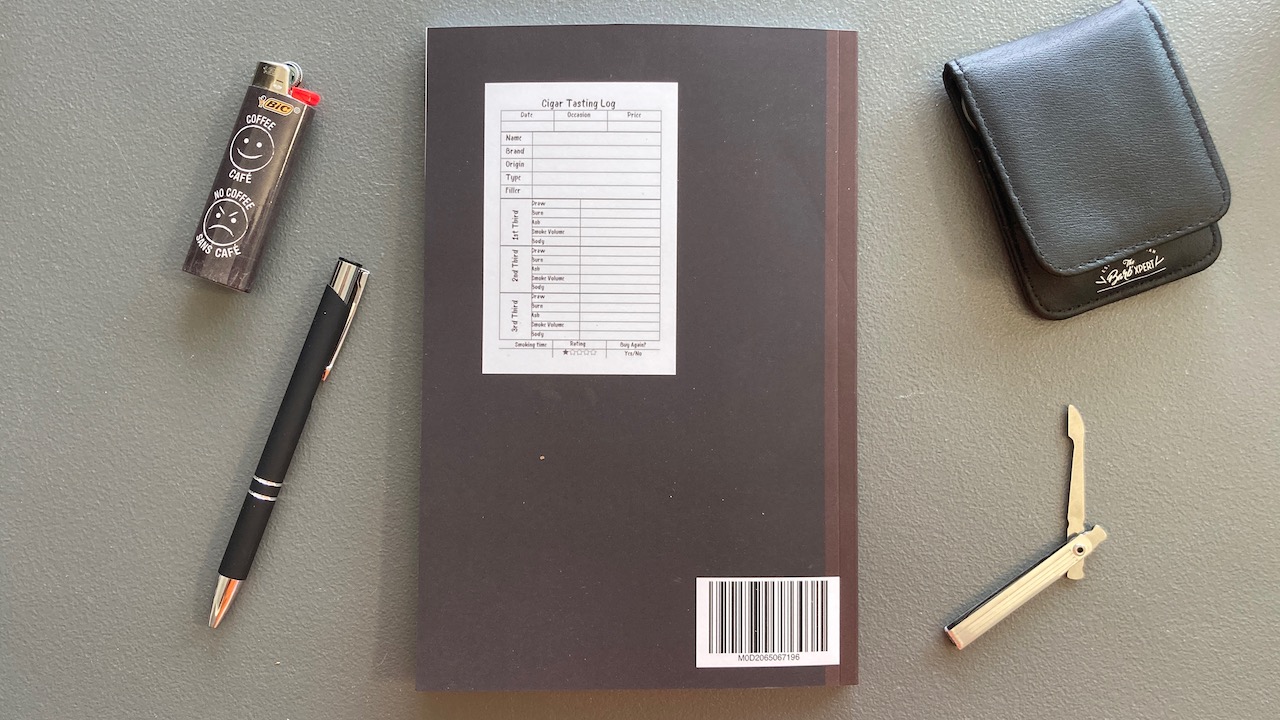 BIC
COFFEE
CAFÉ
NO COFFEE
SANS CAFÉ
Cigar Tasting Log
Date Occasion Price
Name
Brand
Origin
Type
Filler
1st Third
Draw
Burn
Ash
Smoke Volume
Body
2nd Third
Draw
Burn
Ash
Smoke Volume
Body
3rd Third
Draw
Burn
Ash
Smoke Volume
Body
Smoking Time Rating Buy Again?
Yes/No
M0D2065067196
The
XPERT